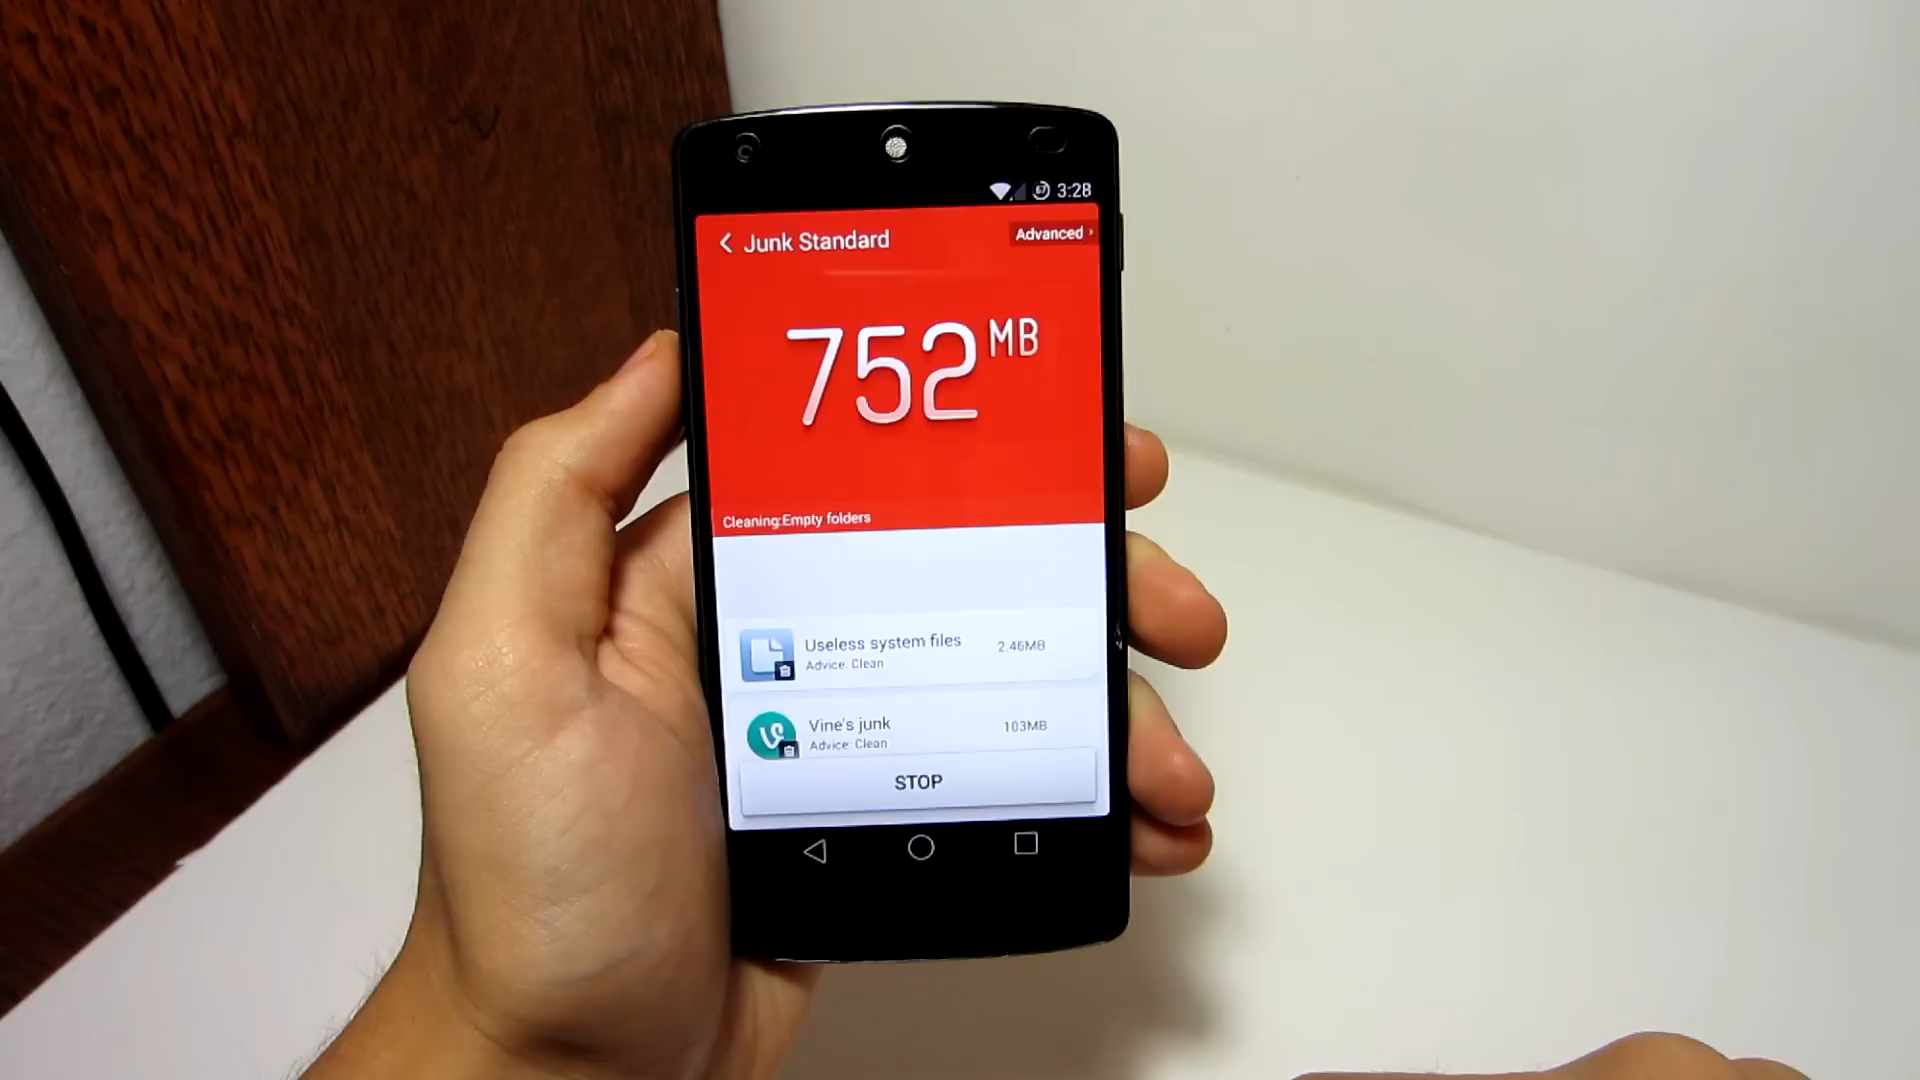 67 3:28
Junk Standard
Advanced
752 MB
Cleaning:Empty folders
Useless system files
2.46MB
Advice: Clean
Vine's junk
103MB
Advice: Clean
STOP